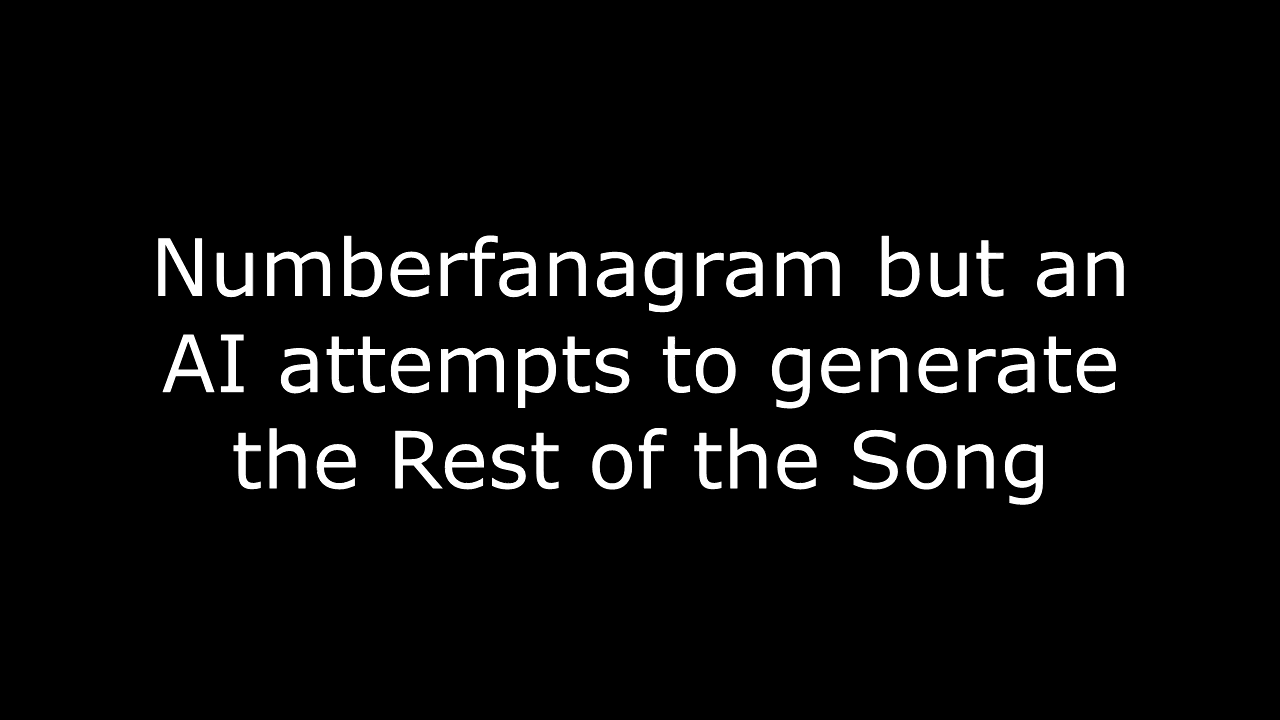 Numberfanagram but an
AI attempts to generate
the Rest of the Song